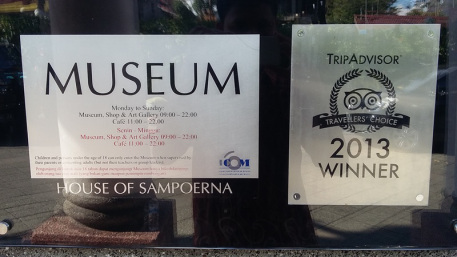 MUSEUM
Monday to Sunday:
Museum, Shop & Art Gallery 09:00 – 22:00
Café 11:00 – 22:00
Senin - Minggu:
Museum, Shop & Art Gallery 09:00 – 22:00
Café 11:00 – 22:00
ICOM
HOUSE OF SAMPOERNA
TRIPADVISOR
TRAVELLERS' CHOICE
2013
WINNER